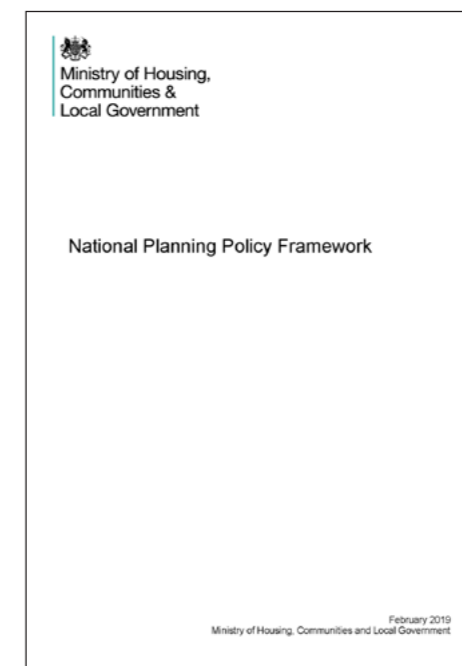 Ministry of Housing,
Communities &
Local Government
National Planning Policy Framework
February 2019
Ministry of Housing, Communities and Local Government